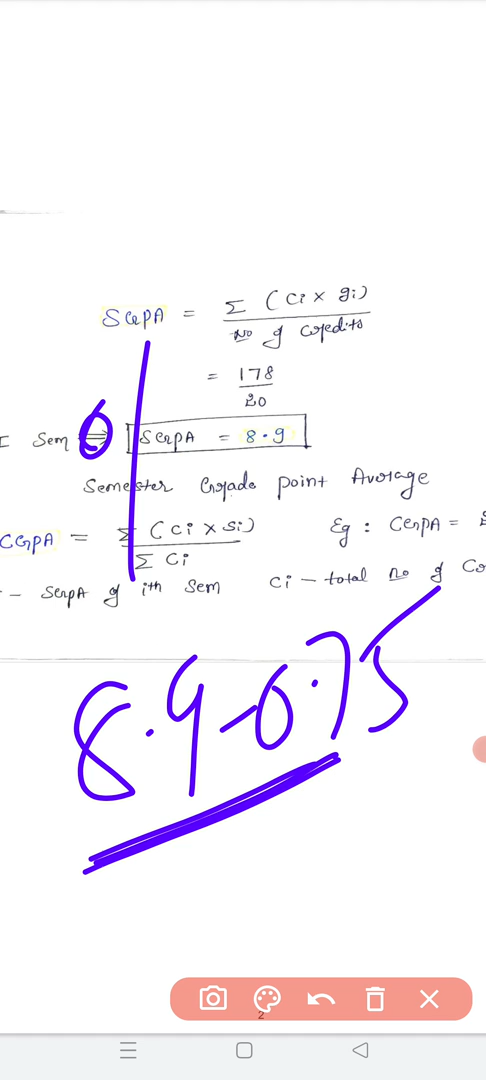 SGPA = Σ (Ci × gi)
No of Credits
= 178
20
I Sem ⇒ SGPA = 8.9
Semester Grade point Average
CGPA = Σ (Ci × Si) Eg : CGPA =
Σ Ci
- SGPA of ith Sem Ci - total no of
8.9-0.75
2